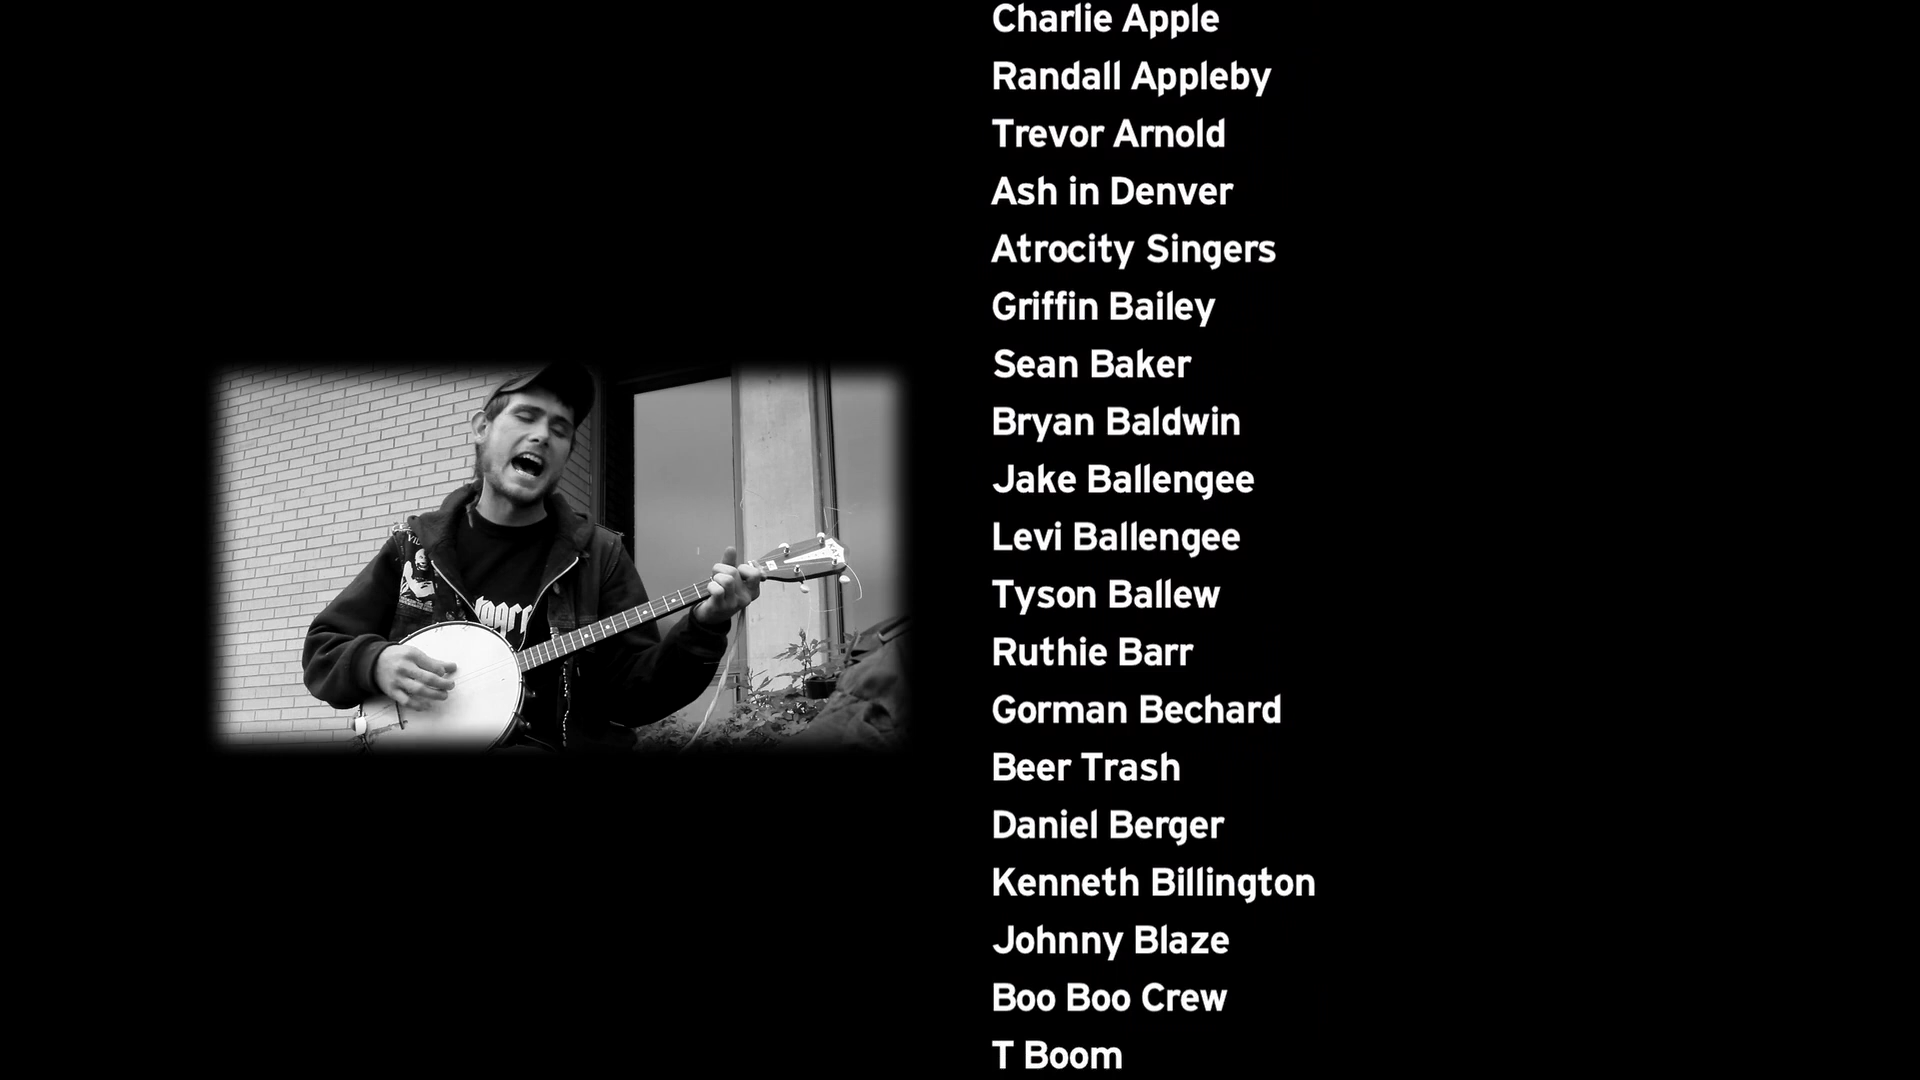 Charlie Apple
Randall Appleby
Trevor Arnold
Ash in Denver
Atrocity Singers
Griffin Bailey
Sean Baker
Bryan Baldwin
Jake Ballengee
Levi Ballengee
Tyson Ballew
Ruthie Barr
Gorman Bechard
Beer Trash
Daniel Berger
Kenneth Billington
Johnny Blaze
Boo Boo Crew
T Boom